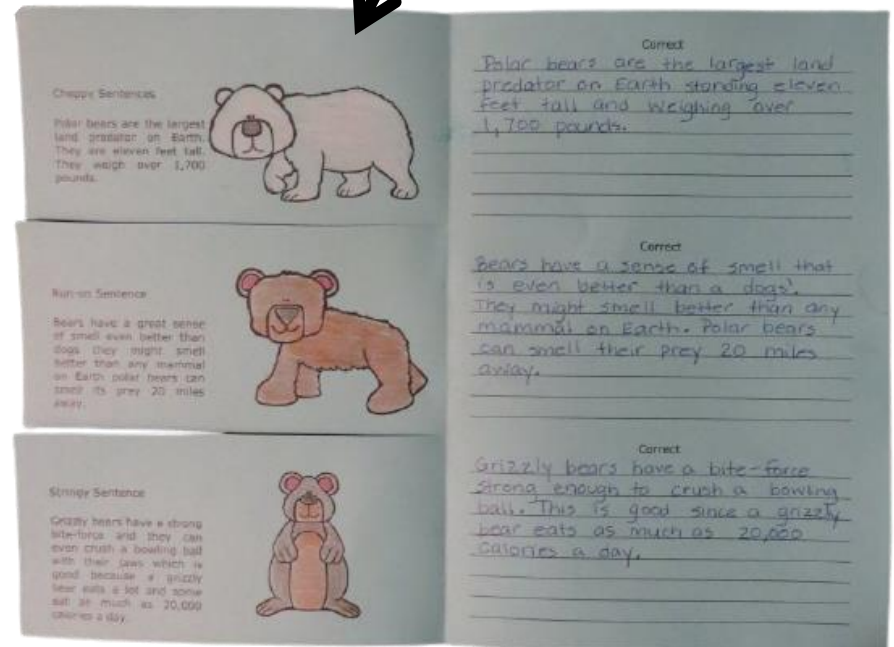 Choppy Sentences
Polar bears are the largest
land predator on Earth.
They are eleven feet tall.
They weigh over 1,700
pounds.
Correct
Polar bears are the largest land
predator on Earth standing eleven
feet tall and weighing over
1,700 pounds.
Run-on Sentence
Bears have a great sense
of smell even better than
dogs they might smell
better than any mammal
on Earth polar bears can
smell its prey 20 miles
away.
Correct
Bears have a sense of smell that
is even better than a dogs'.
They might smell better than any
mammal on Earth. Polar bears
can smell their prey 20 miles
away.
Stringy Sentence
Grizzly bears have a strong
bite-force and they can
even crush a bowling ball
with their jaws which is
good because a grizzly
bear eats a lot and some
eat as much as 20,000
calories a day.
Correct
Grizzly bears have a bite-force
strong enough to crush a bowling
ball. This is good since a grizzly
bear eats as much as 20,000
calories a day.